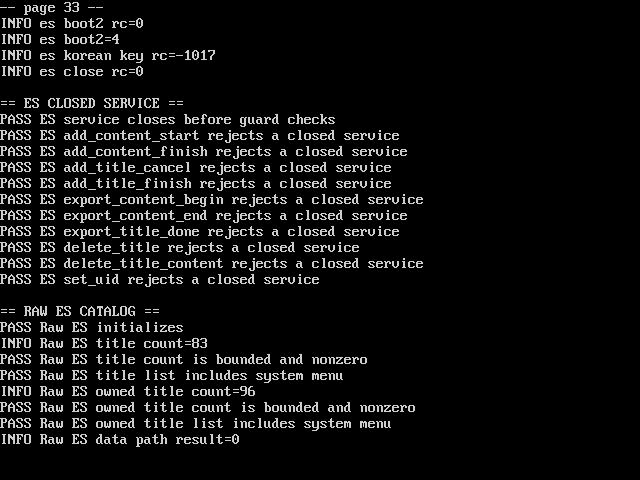 -- page 33 --
INFO es boot2 rc=0
INFO es boot2=4
INFO es korean key rc=-1017
INFO es close rc=0
== ES CLOSED SERVICE ==
PASS ES service closes before guard checks
PASS ES add_content_start rejects a closed service
PASS ES add_content_finish rejects a closed service
PASS ES add_title_cancel rejects a closed service
PASS ES add_title_finish rejects a closed service
PASS ES export_content_begin rejects a closed service
PASS ES export_content_end rejects a closed service
PASS ES export_title_done rejects a closed service
PASS ES delete_title rejects a closed service
PASS ES delete_title_content rejects a closed service
PASS ES set_uid rejects a closed service
== RAW ES CATALOG ==
PASS Raw ES initializes
INFO Raw ES title count=83
PASS Raw ES title count is bounded and nonzero
PASS Raw ES title list includes system menu
INFO Raw ES owned title count=96
PASS Raw ES owned title count is bounded and nonzero
PASS Raw ES owned title list includes system menu
INFO Raw ES data path result=0